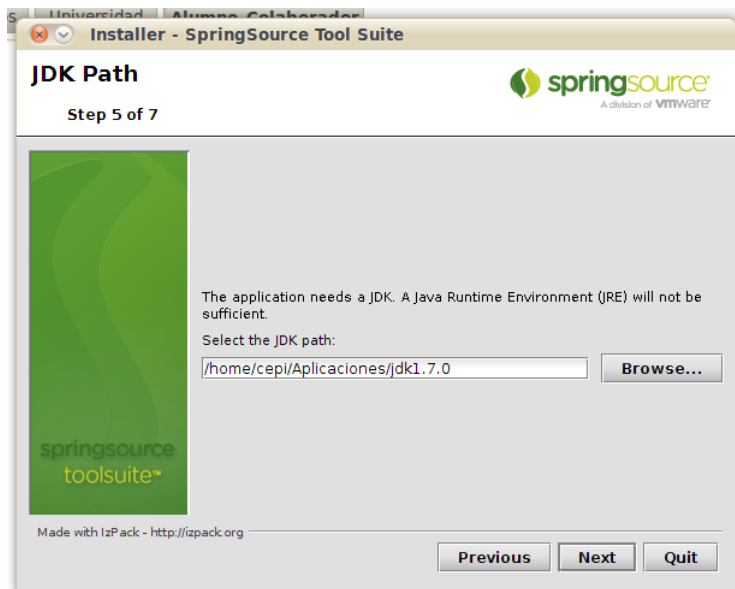 s Universidad Alumno Colaborador
Installer - SpringSource Tool Suite
JDK Path
Step 5 of 7
springsource
A division of vmware
The application needs a JDK. A Java Runtime Environment (JRE) will not be
sufficient.
Select the JDK path:
/home/cepi/Aplicaciones/jdk1.7.0
Browse...
springsource
toolsuite™
Made with IzPack - http://izpack.org
Previous Next Quit